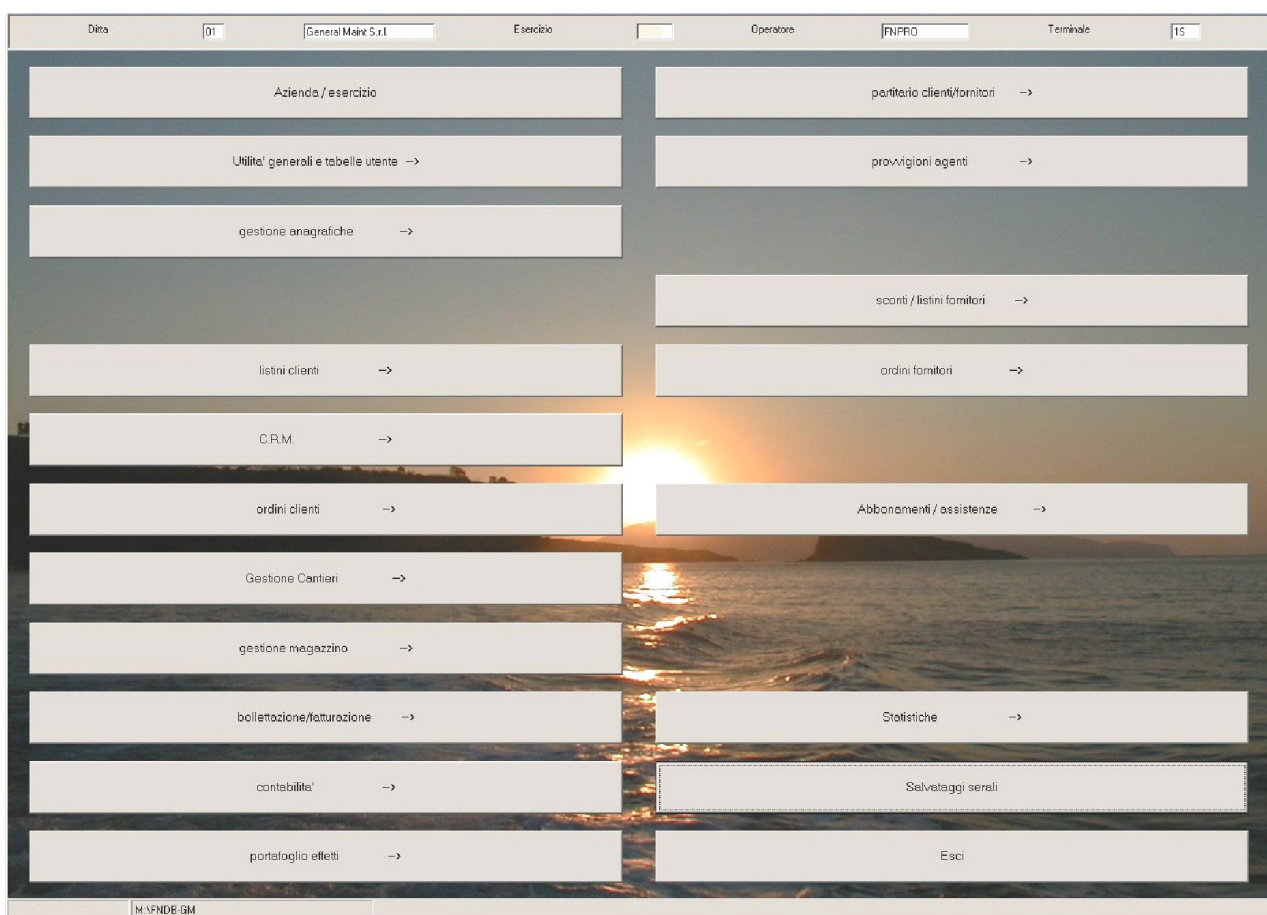 Ditta 01 General Maint S.r.l. Esercizio Operatore FNPRO Terminale 1S
Azienda / esercizio
partitario clienti/fornitori -->
Utilita' generali e tabelle utente -->
provvigioni agenti -->
gestione anagrafiche -->
sconti / listini fornitori -->
listini clienti -->
ordini fornitori -->
C.R.M. -->
ordini clienti -->
Abbonamenti / assistenze -->
Gestione Cantieri -->
gestione magazzino -->
bollettazione/fatturazione -->
Statistiche -->
contabilita' -->
Salvataggi serali
portafoglio effetti -->
Esci
M:\FNDB-GM